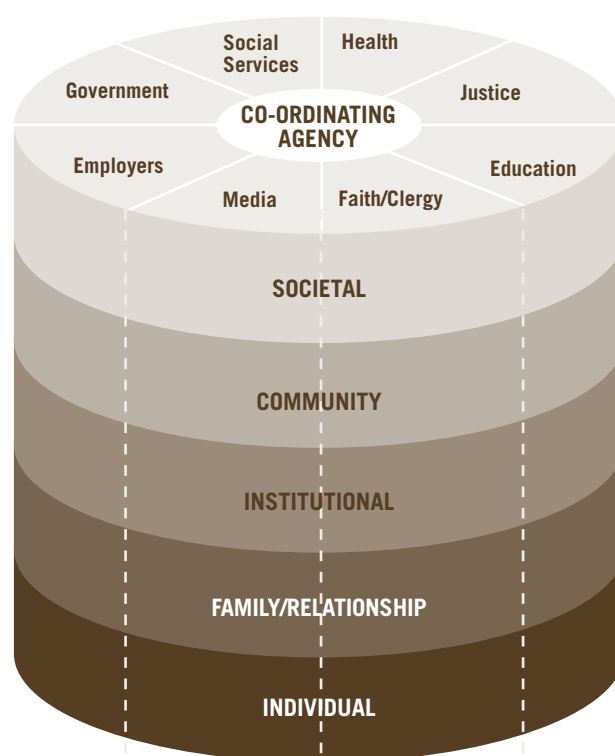 Social
Services
Health
Government
Justice
CO-ORDINATING
AGENCY
Employers
Education
Media
Faith/Clergy
SOCIETAL
COMMUNITY
INSTITUTIONAL
FAMILY/RELATIONSHIP
INDIVIDUAL